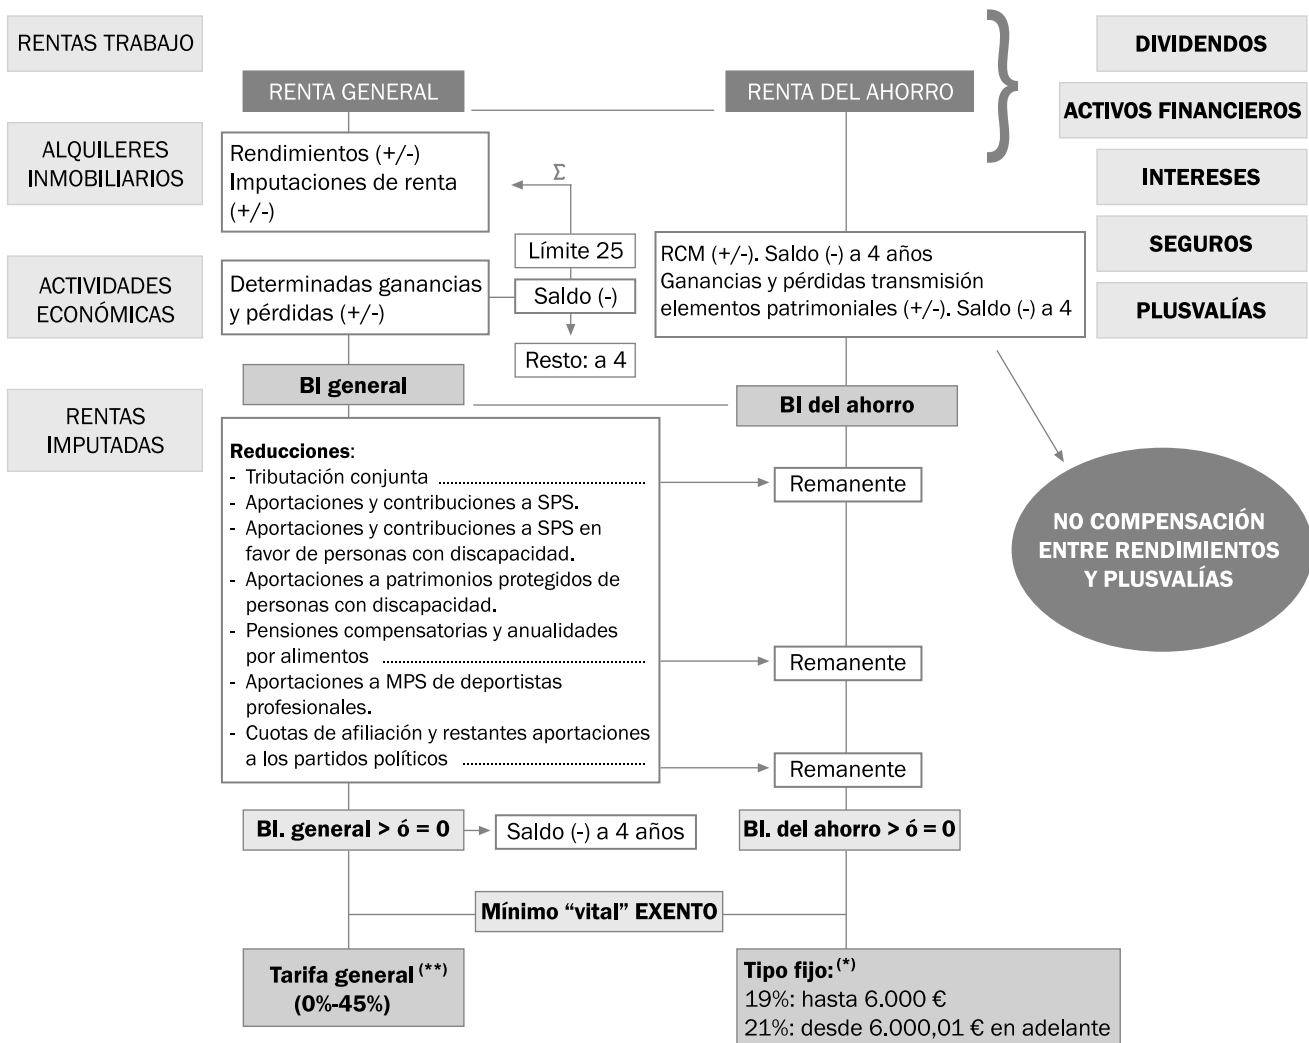 RENTAS TRABAJO
ALQUILERES
INMOBILIARIOS
ACTIVIDADES
ECONÓMICAS
RENTAS
IMPUTADAS
RENTA GENERAL
RENTA DEL AHORRO
DIVIDENDOS
ACTIVOS FINANCIEROS
INTERESES
SEGUROS
PLUSVALÍAS
Rendimientos (+/-)
Imputaciones de renta
(+/-)
Σ
Límite 25
Determinadas ganancias
y pérdidas (+/-)
Saldo (-)
Resto: a 4
RCM (+/-). Saldo (-) a 4 años
Ganancias y pérdidas transmisión
elementos patrimoniales (+/-). Saldo (-) a 4
BI general
BI del ahorro
Reducciones:
- Tributación conjunta
- Aportaciones y contribuciones a SPS.
- Aportaciones y contribuciones a SPS en
favor de personas con discapacidad.
- Aportaciones a patrimonios protegidos de
personas con discapacidad.
- Pensiones compensatorias y anualidades
por alimentos
- Aportaciones a MPS de deportistas
profesionales.
- Cuotas de afiliación y restantes aportaciones
a los partidos políticos
Remanente
Remanente
Remanente
NO COMPENSACIÓN
ENTRE RENDIMIENTOS
Y PLUSVALÍAS
BI. general > ó = 0
Saldo (-) a 4 años
BI. del ahorro > ó = 0
Mínimo “vital” EXENTO
Tarifa general (**)
(0%-45%)
Tipo fijo: (*)
19%: hasta 6.000 €
21%: desde 6.000,01 € en adelante